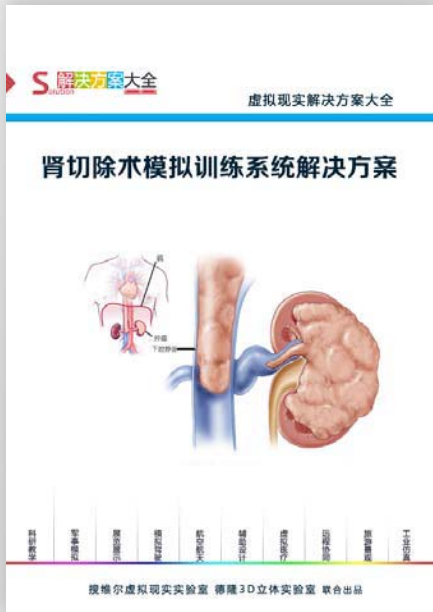 Solution
解决方案大全
虚拟现实解决方案大全
肾切除术模拟训练系统解决方案
肩
肿瘤
下腔静脉
科研教学
军事模拟
展览展示
模拟驾驶
航空航天
辅助设计
虚拟医疗
远程协同
旅游景观
工业仿真
搜维尔虚拟现实实验室 德隆3D立体实验室 联合出品